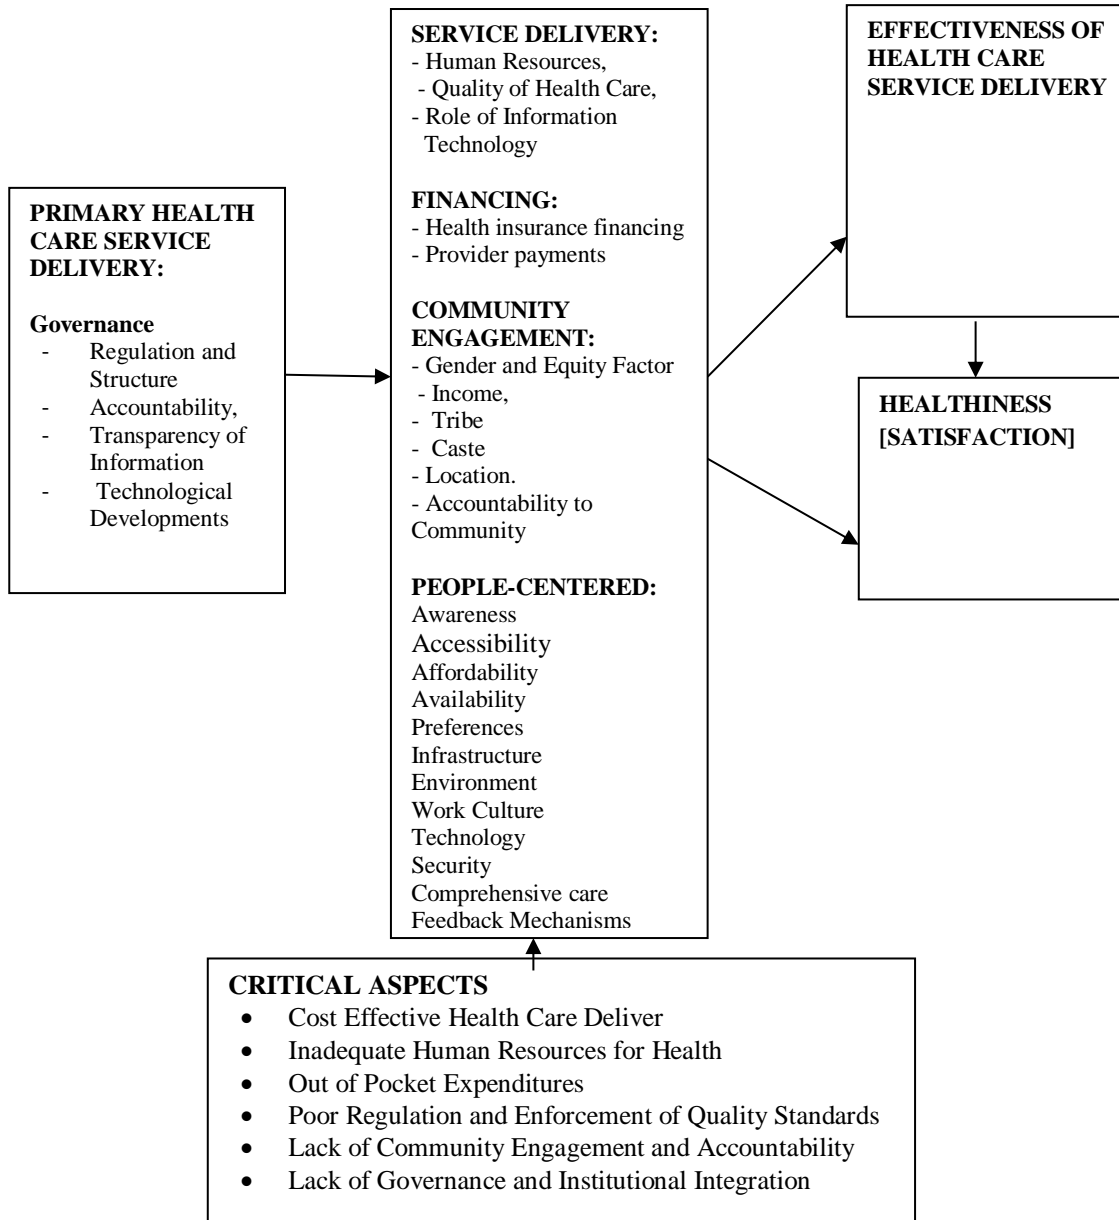 PRIMARY HEALTH
CARE SERVICE
DELIVERY:
Governance
- Regulation and
Structure
- Accountability,
- Transparency of
Information
- Technological
Developments
SERVICE DELIVERY:
- Human Resources,
- Quality of Health Care,
- Role of Information
Technology
FINANCING:
- Health insurance financing
- Provider payments
COMMUNITY
ENGAGEMENT:
- Gender and Equity Factor
- Income,
- Tribe
- Caste
- Location.
- Accountability to
Community
PEOPLE-CENTERED:
Awareness
Accessibility
Affordability
Availability
Preferences
Infrastructure
Environment
Work Culture
Technology
Security
Comprehensive care
Feedback Mechanisms
EFFECTIVENESS OF
HEALTH CARE
SERVICE DELIVERY
HEALTHINESS
[SATISFACTION]
CRITICAL ASPECTS
• Cost Effective Health Care Deliver
• Inadequate Human Resources for Health
• Out of Pocket Expenditures
• Poor Regulation and Enforcement of Quality Standards
• Lack of Community Engagement and Accountability
• Lack of Governance and Institutional Integration